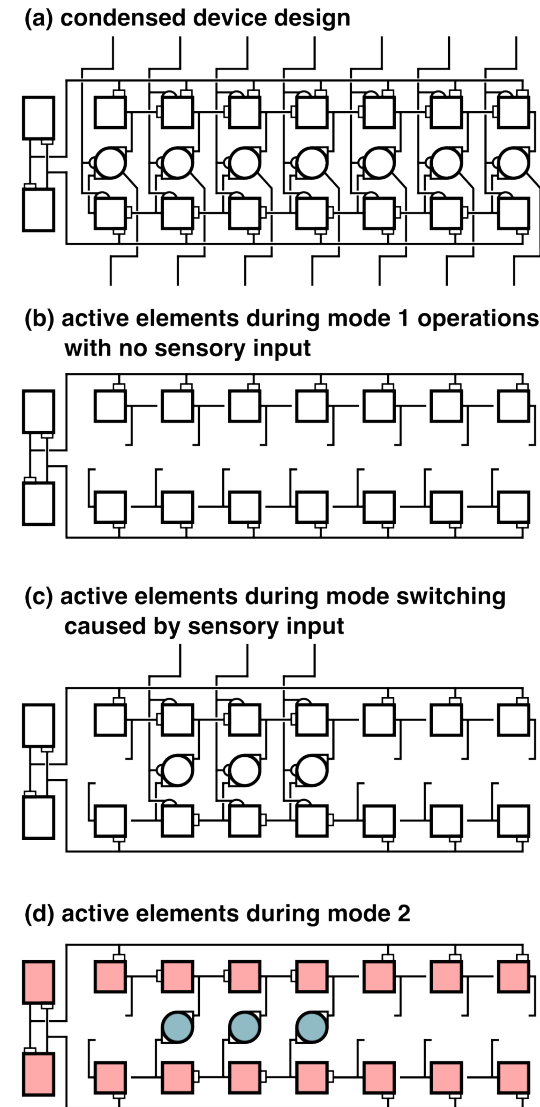 (a) condensed device design
(b) active elements during mode 1 operations
with no sensory input
(c) active elements during mode switching
caused by sensory input
(d) active elements during mode 2